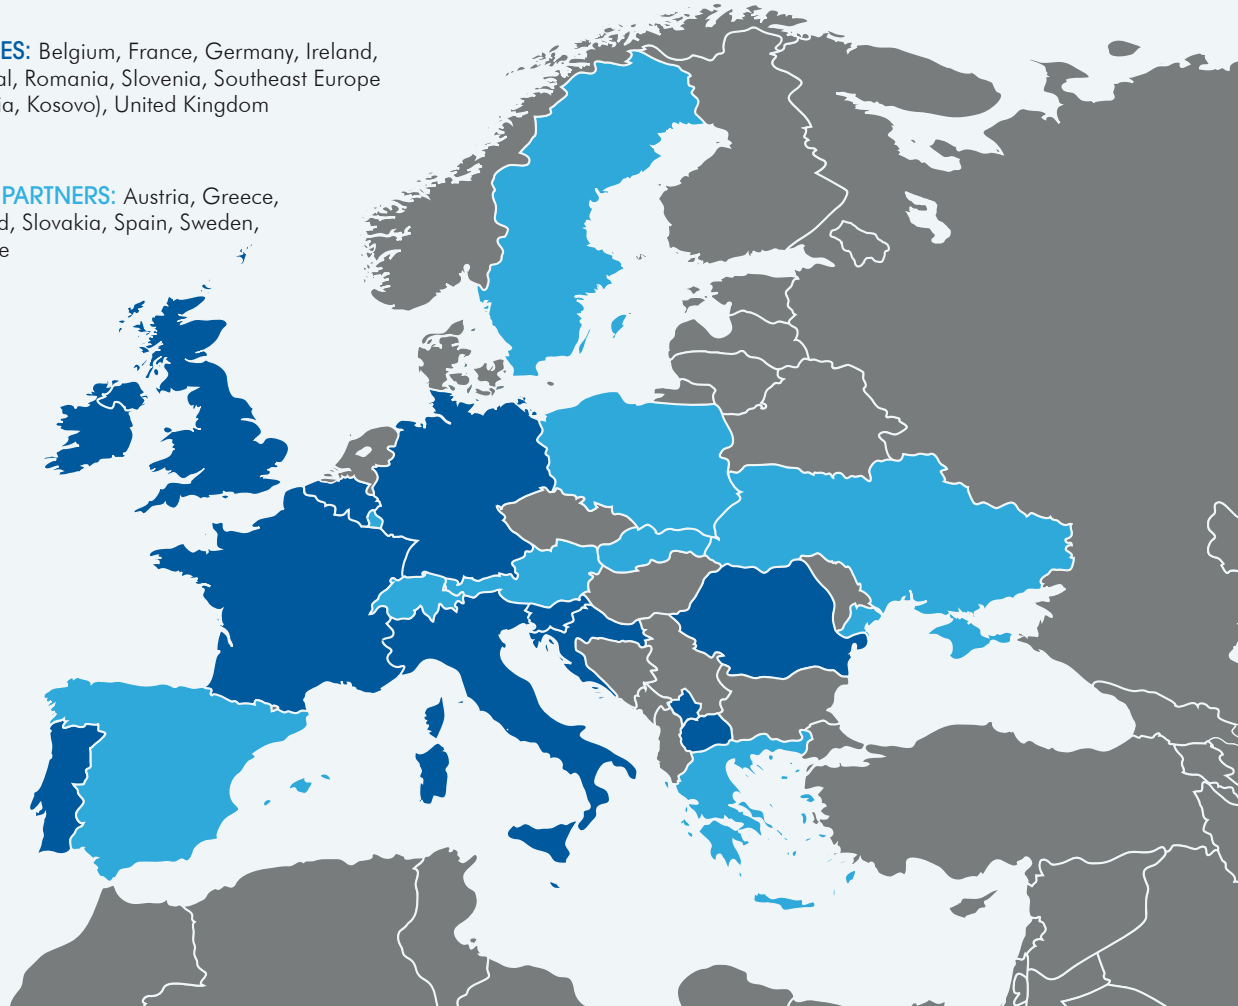 ES: Belgium, France, Germany, Ireland,
al, Romania, Slovenia, Southeast Europe
ia, Kosovo), United Kingdom
PARTNERS: Austria, Greece,
d, Slovakia, Spain, Sweden,
e